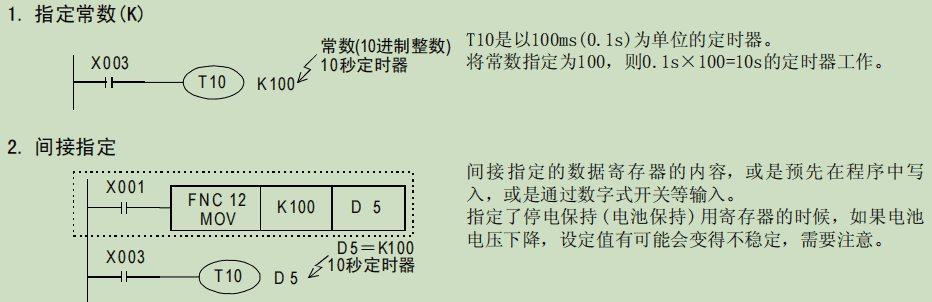 1. 指定常数(K)
常数(10进制整数)
10秒定时器
X003
T10
K100
T10是以100ms(0.1s)为单位的定时器。
将常数指定为100，则0.1s×100=10s的定时器工作。
2. 间接指定
X001
FNC 12
MOV
K100
D 5
D5＝K100
10秒定时器
X003
T10
D 5
间接指定的数据寄存器的内容，或是预先在程序中写
入，或是通过数字式开关等输入。
指定了停电保持(电池保持)用寄存器的时候，如果电池
电压下降，设定值有可能会变得不稳定，需要注意。